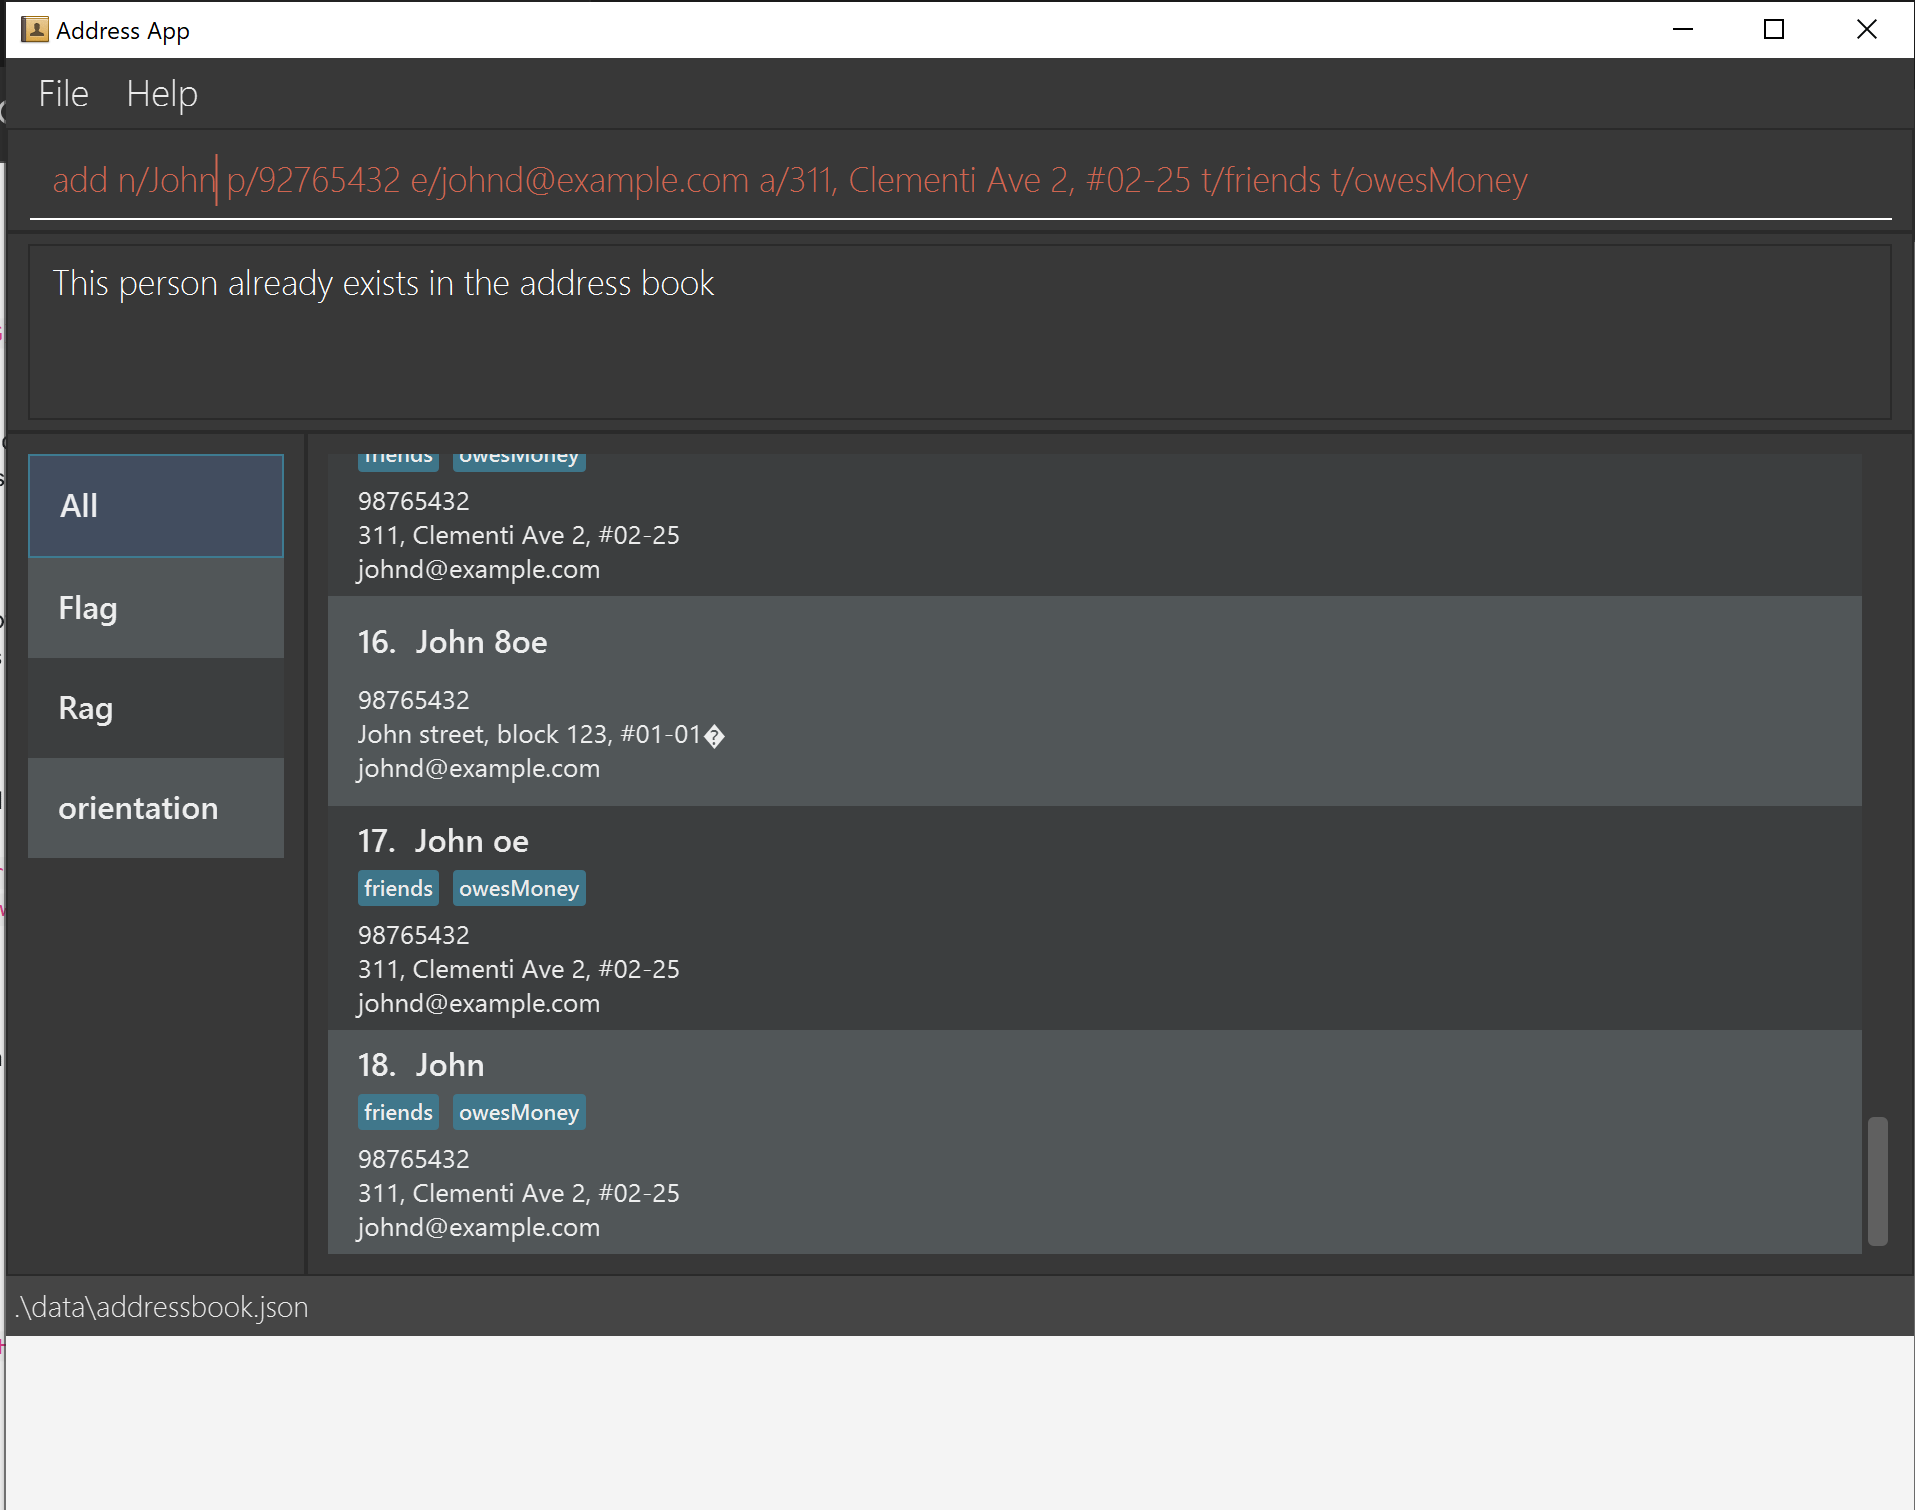 Address App
File Help
add n/John p/92765432 e/johnd@example.com a/311, Clementi Ave 2, #02-25 t/friends t/owesMoney
This person already exists in the address book
All
Flag
Rag
orientation
friends owesMoney
98765432
311, Clementi Ave 2, #02-25
johnd@example.com
16. John 8oe
98765432
John street, block 123, #01-01�
johnd@example.com
17. John oe
friends owesMoney
98765432
311, Clementi Ave 2, #02-25
johnd@example.com
18. John
friends owesMoney
98765432
311, Clementi Ave 2, #02-25
johnd@example.com
.\data\addressbook.json